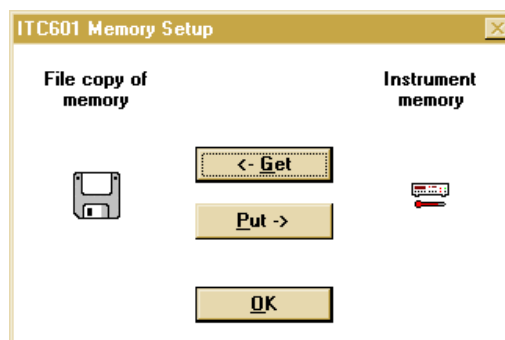 ITC601 Memory Setup
File copy of
memory
Instrument
memory
<- Get
Put ->
OK